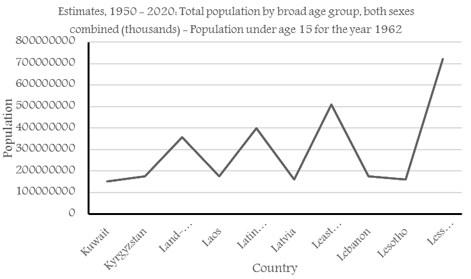 Estimates, 1950 - 2020: Total population by broad age group, both sexes
combined (thousands) - Population under age 15 for the year 1962
800000000
700000000
600000000
500000000
400000000
300000000
200000000
100000000
0
Population
Kuwait
Kyrgyzstan
Land-…
Laos
Latin…
Latvia
Least…
Lebanon
Lesotho
Less…
Country